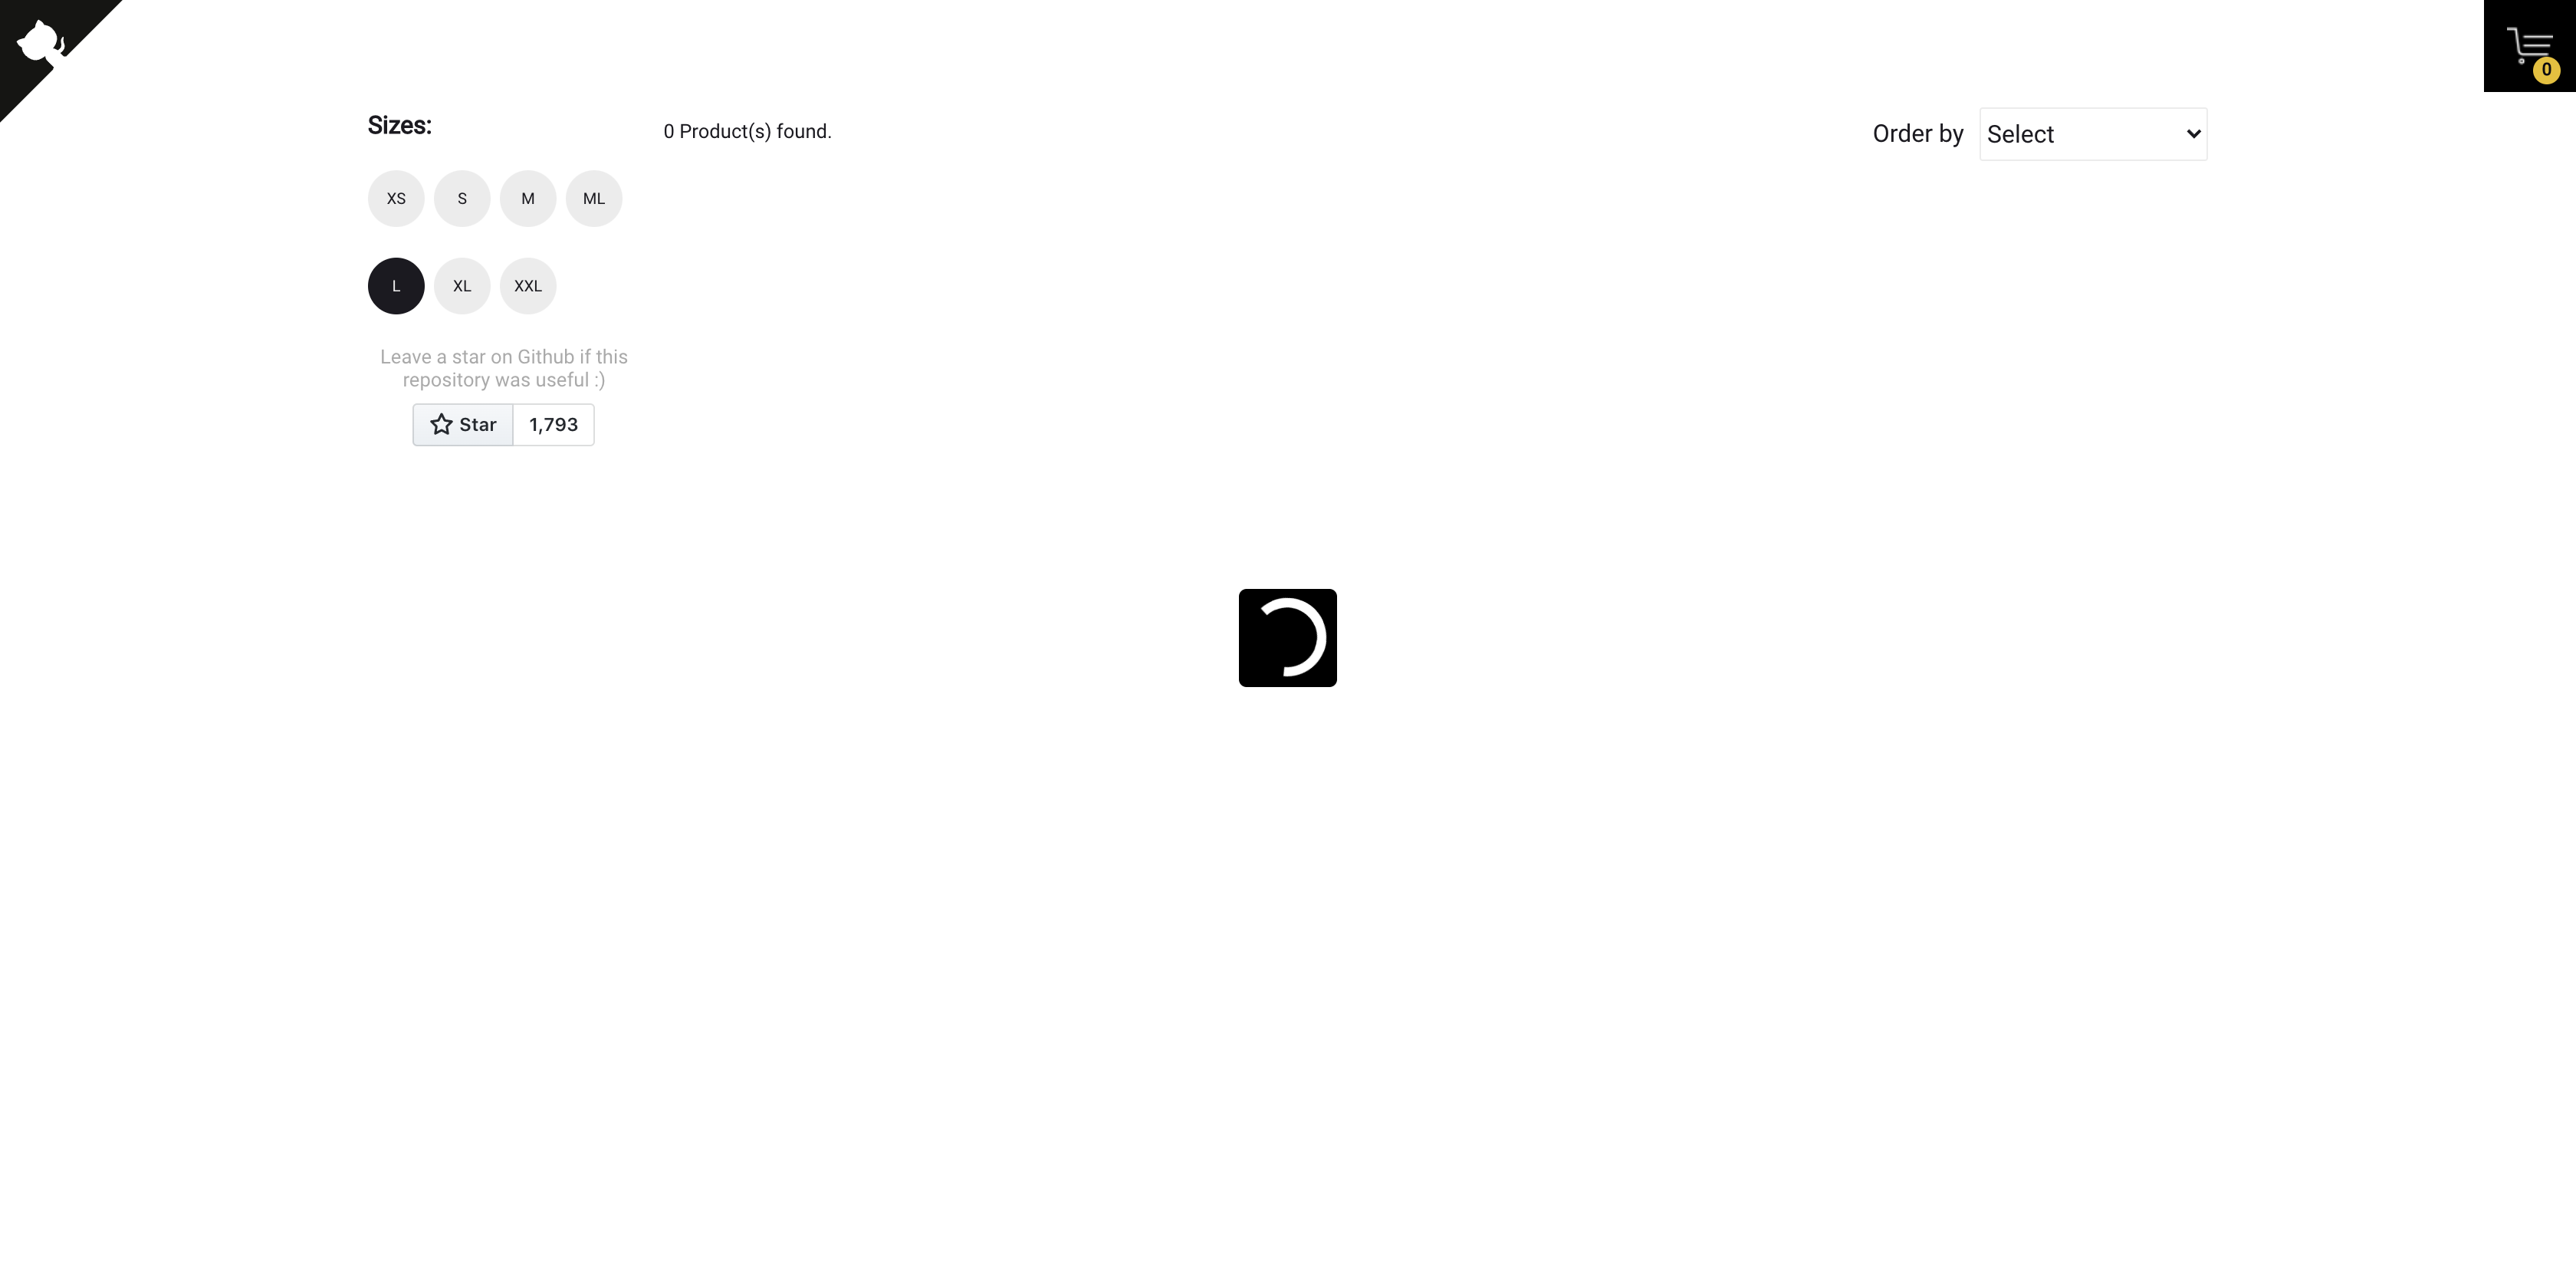 0
Sizes:
0 Product(s) found.
Order by
Select
XS
S
M
ML
L
XL
XXL
Leave a star on Github if this
repository was useful :)
Star
1,793